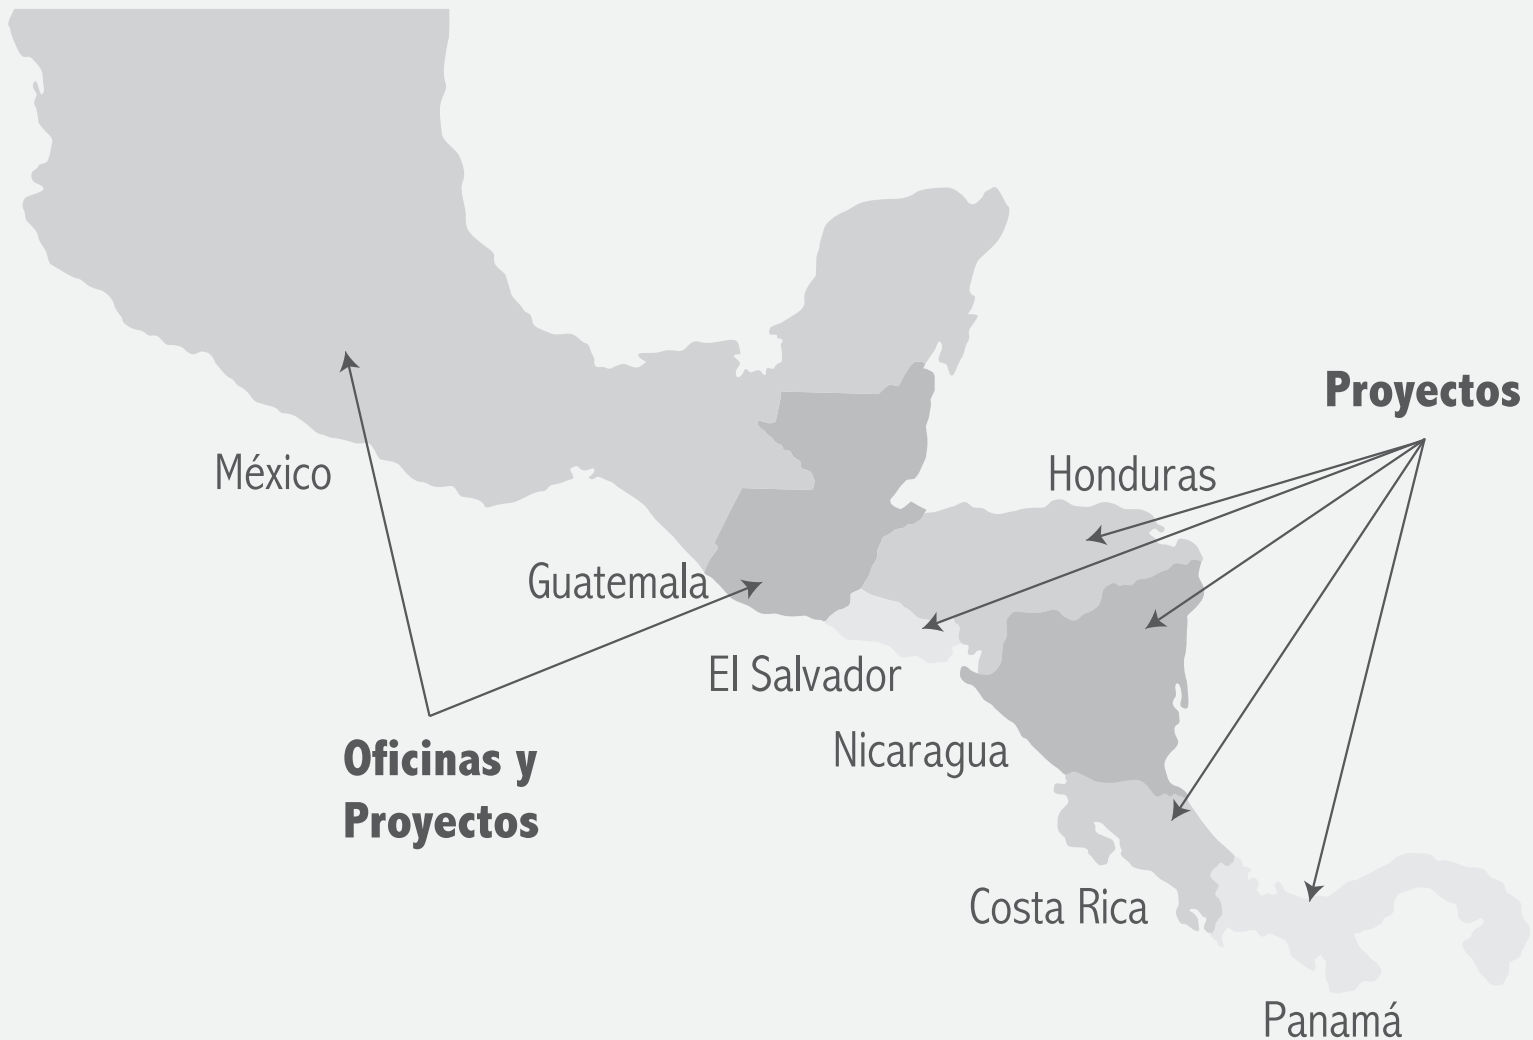 Proyectos
México
Honduras
Guatemala
El Salvador
Nicaragua
Oficinas y
Proyectos
Costa Rica
Panamá